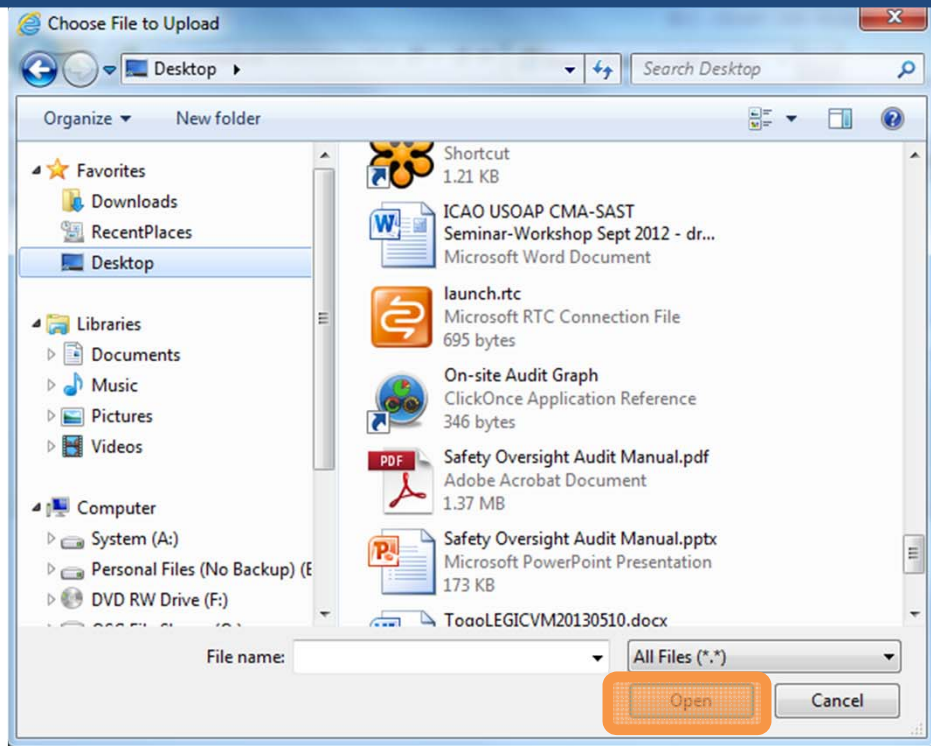 Choose File to Upload
Desktop
Search Desktop
Organize
New folder
Favorites
Downloads
RecentPlaces
Desktop
Libraries
Documents
Music
Pictures
Videos
Computer
System (A:)
Personal Files (No Backup) (E
DVD RW Drive (F:)
Shortcut
1.21 KB
ICAO USOAP CMA-SAST
Seminar-Workshop Sept 2012 - dr...
Microsoft Word Document
launch.rtc
Microsoft RTC Connection File
695 bytes
On-site Audit Graph
ClickOnce Application Reference
346 bytes
PDF
Safety Oversight Audit Manual.pdf
Adobe Acrobat Document
1.37 MB
Safety Oversight Audit Manual.pptx
Microsoft PowerPoint Presentation
173 KB
TogoLEGICVM20130510.docx
File name:
All Files (*.*)
Open
Cancel